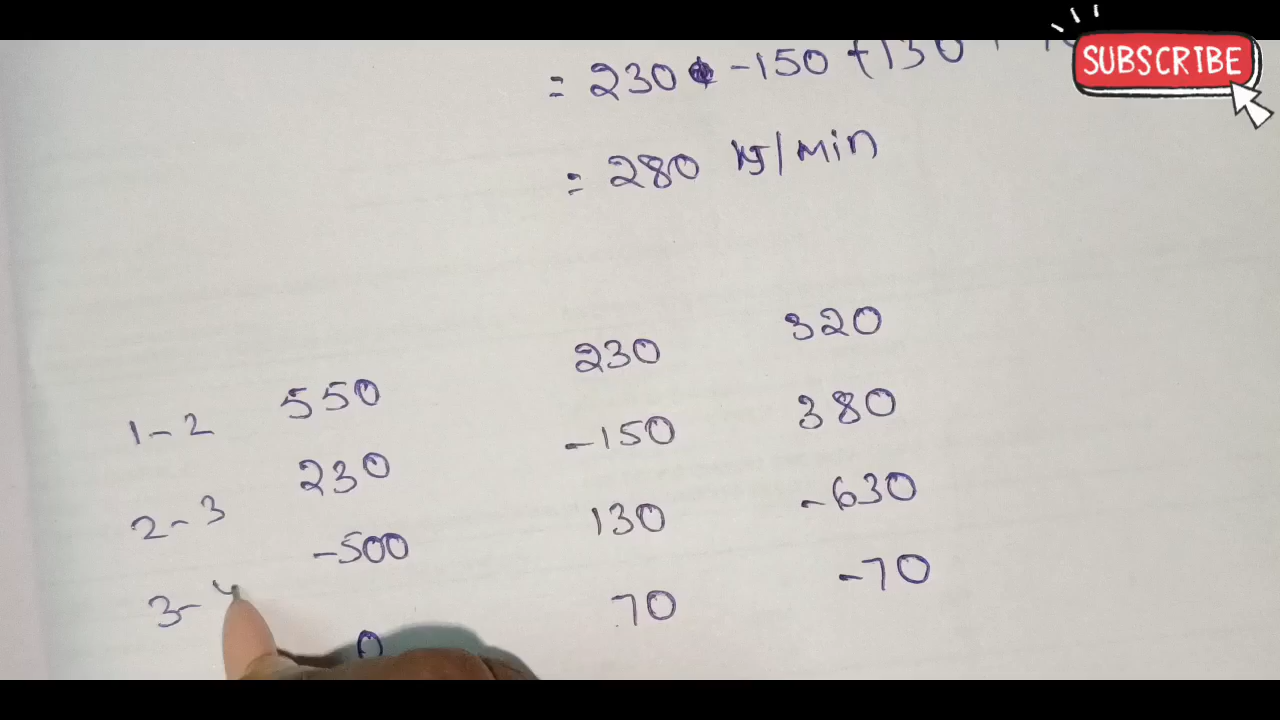 = 230 -150 +130
SUBSCRIBE
= 280 kJ/min
1-2 550 230 320
2-3 230 -150 380
3-4 -500 130 -630
0 70 -70